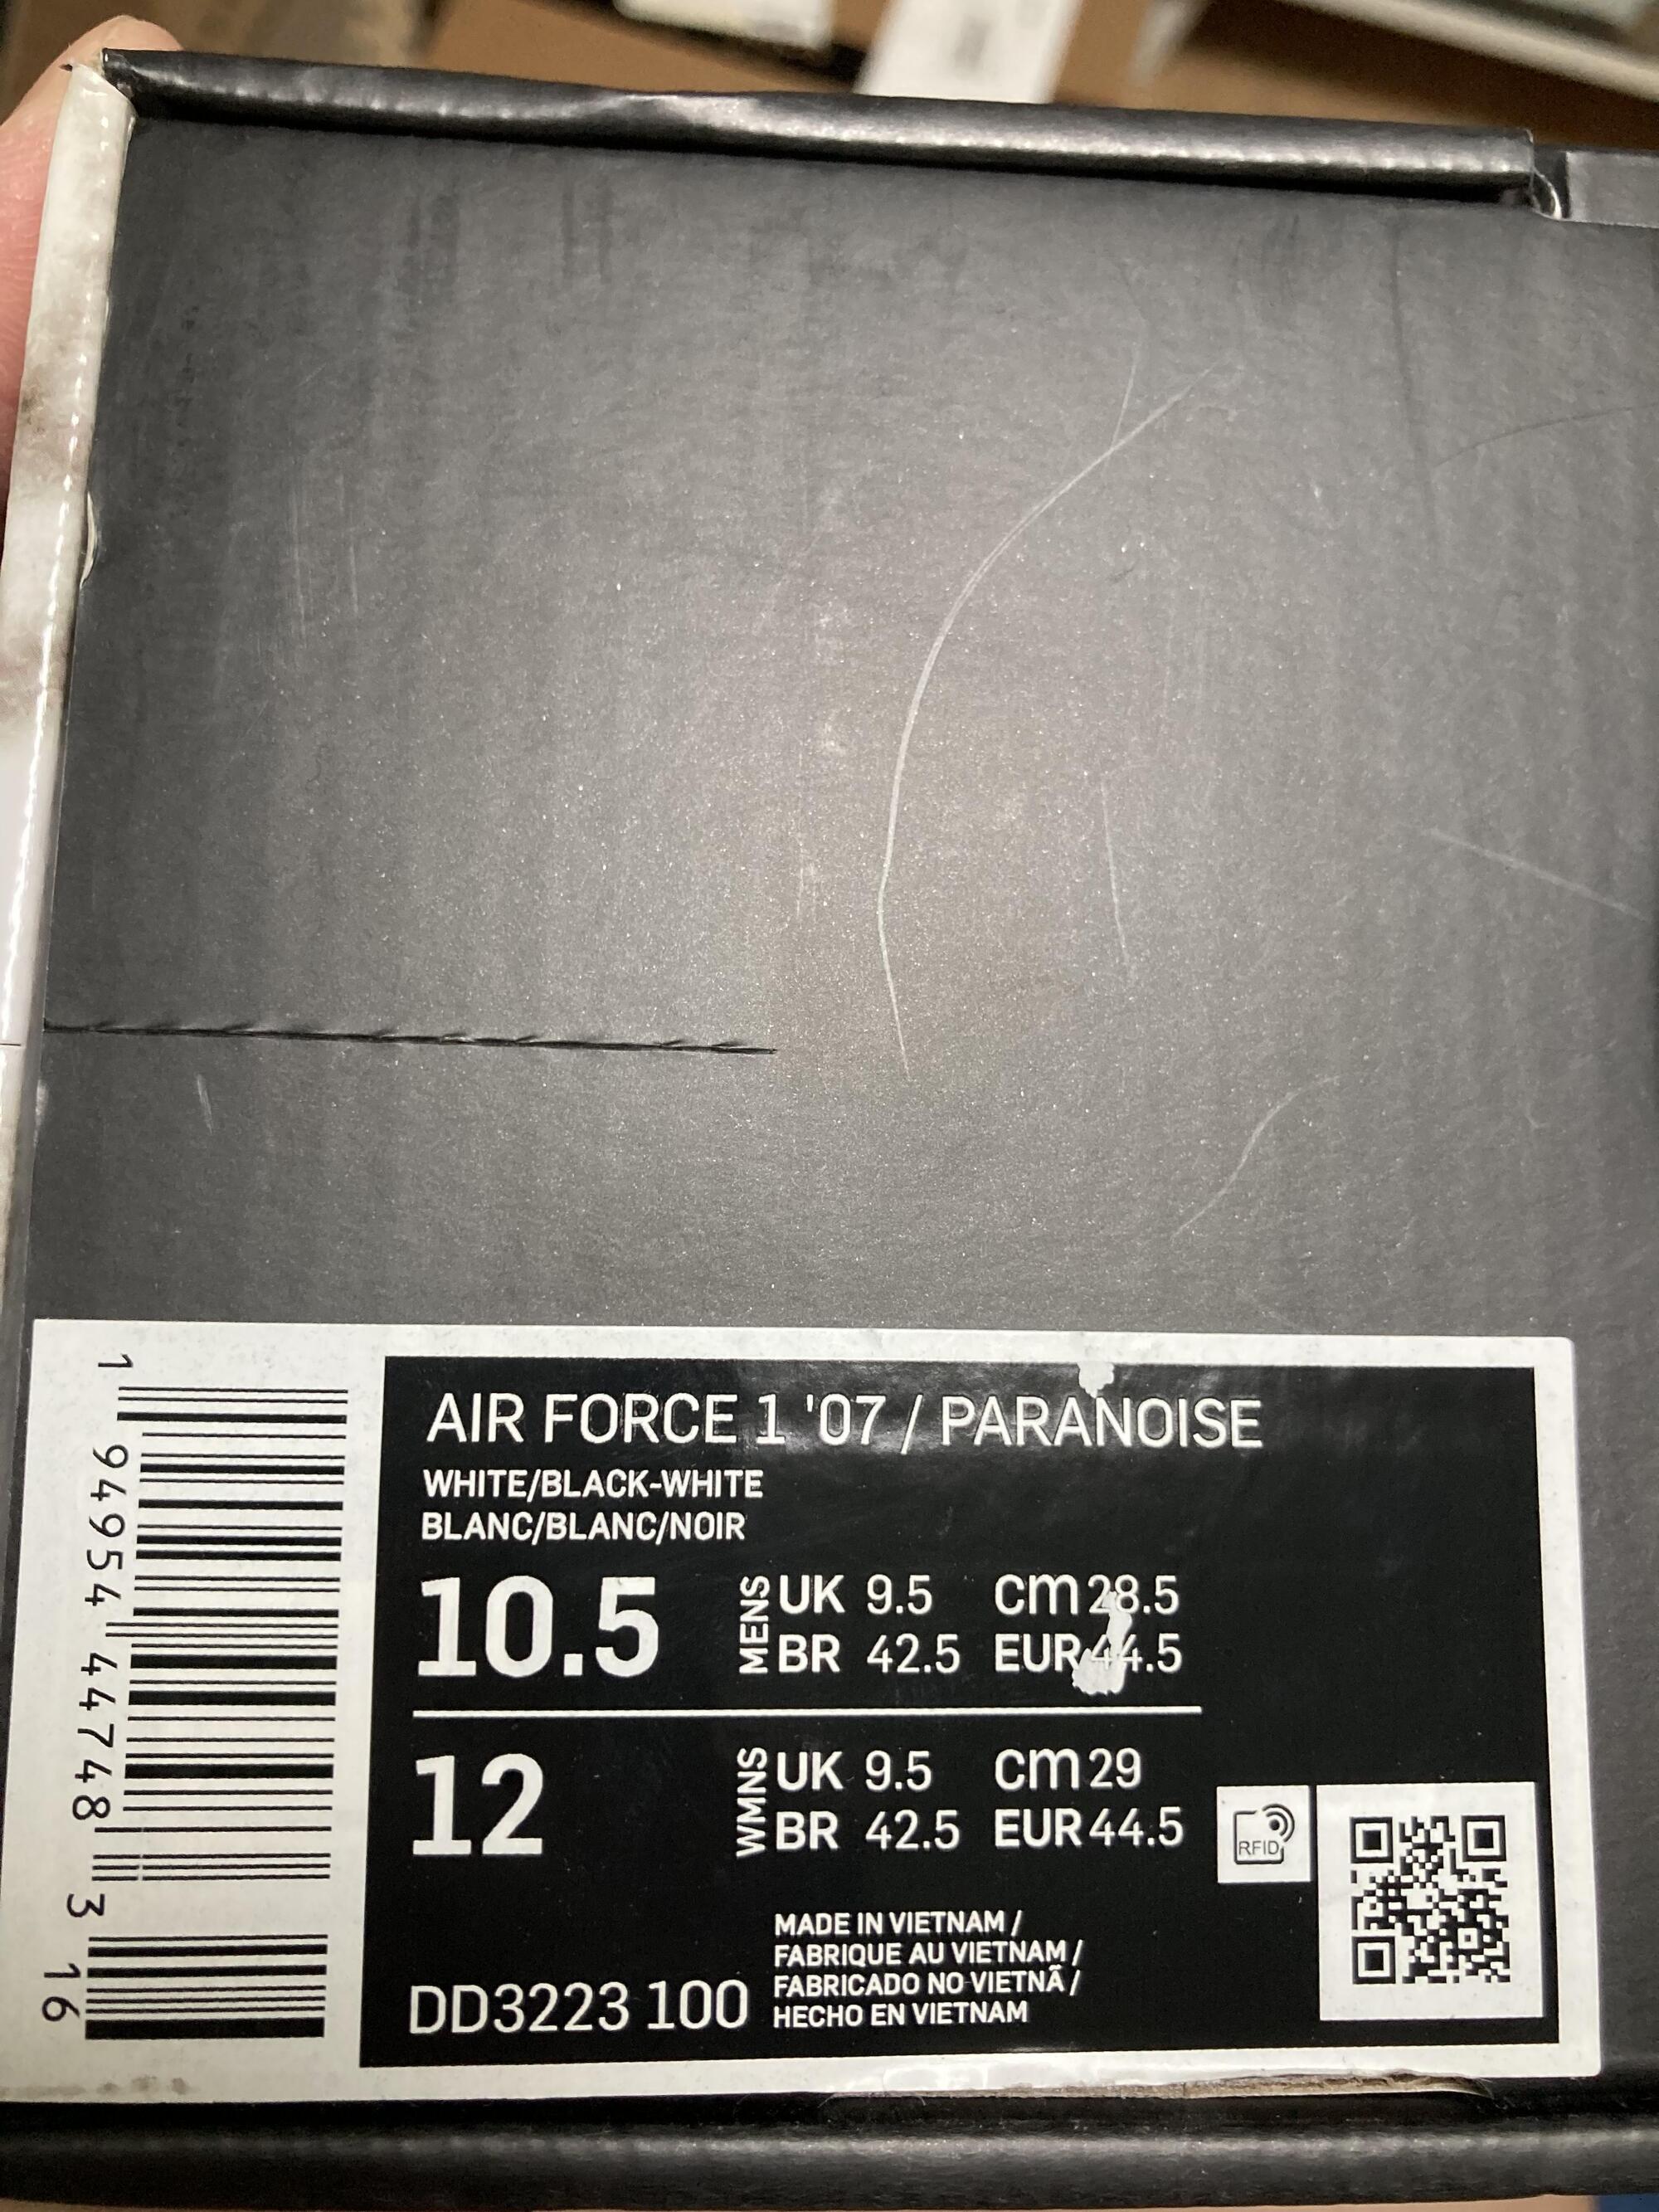 AIR FORCE 1 '07 / PARANOISE
WHITE/BLACK-WHITE
BLANC/BLANC/NOIR
10.5 MENS UK 9.5 cm 28.5
BR 42.5 EUR 44.5
12 WMNS UK 9.5 cm 29
BR 42.5 EUR 44.5
RFID
MADE IN VIETNAM /
FABRIQUE AU VIETNAM /
FABRICADO NO VIETNÃ /
HECHO EN VIETNAM
DD3223 100
1 94954 44748 3 16